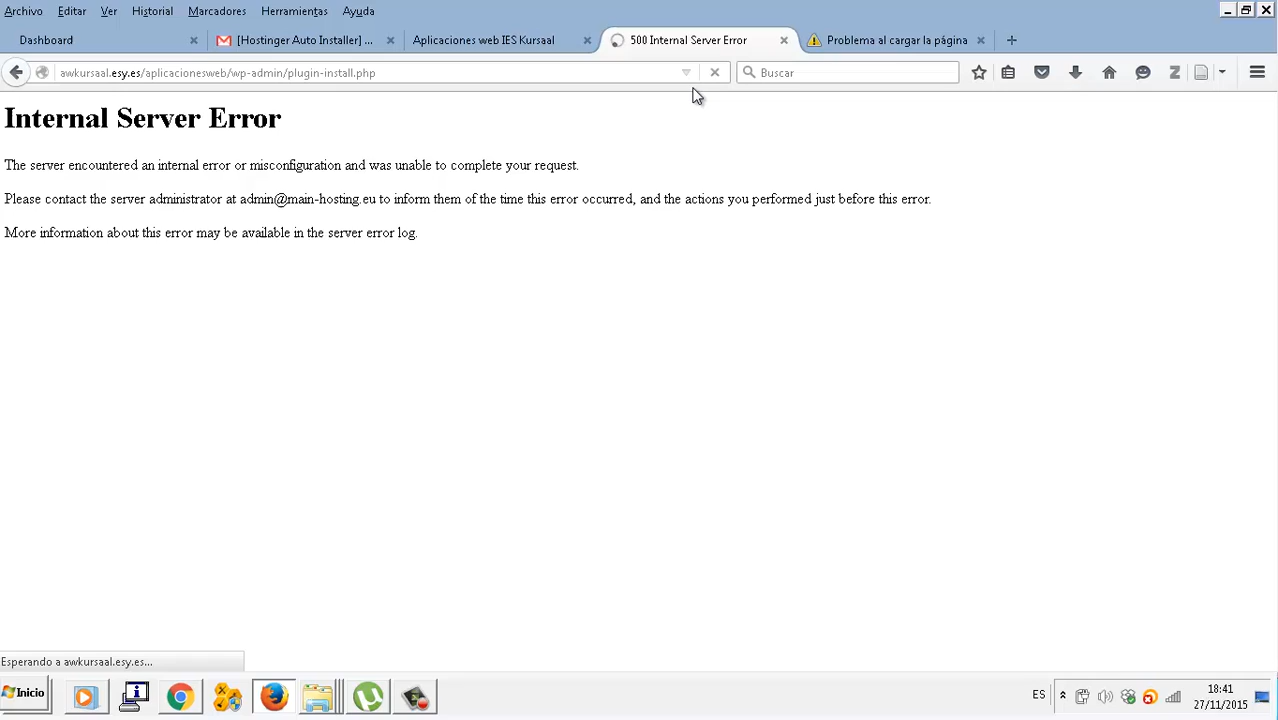 Archivo Editar Ver Historial Marcadores Herramientas Ayuda
Dashboard [Hostinger Auto Installer] ... Aplicaciones web IES Kursaal 500 Internal Server Error Problema al cargar la página
awkursaal.esy.es/aplicacionesweb/wp-admin/plugin-install.php Buscar
Internal Server Error
The server encountered an internal error or misconfiguration and was unable to complete your request.
Please contact the server administrator at admin@main-hosting.eu to inform them of the time this error occurred, and the actions you performed just before this error.
More information about this error may be available in the server error log.
Esperando a awkursaal.esy.es...
Inicio ES 18:41
27/11/2015